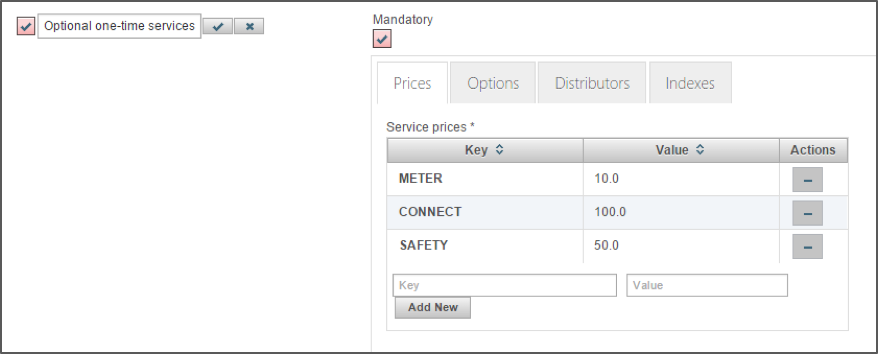 Optional one-time services
Mandatory
Prices Options Distributors Indexes
Service prices *
Key Value Actions
METER 10.0
CONNECT 100.0
SAFETY 50.0
Key Value
Add New